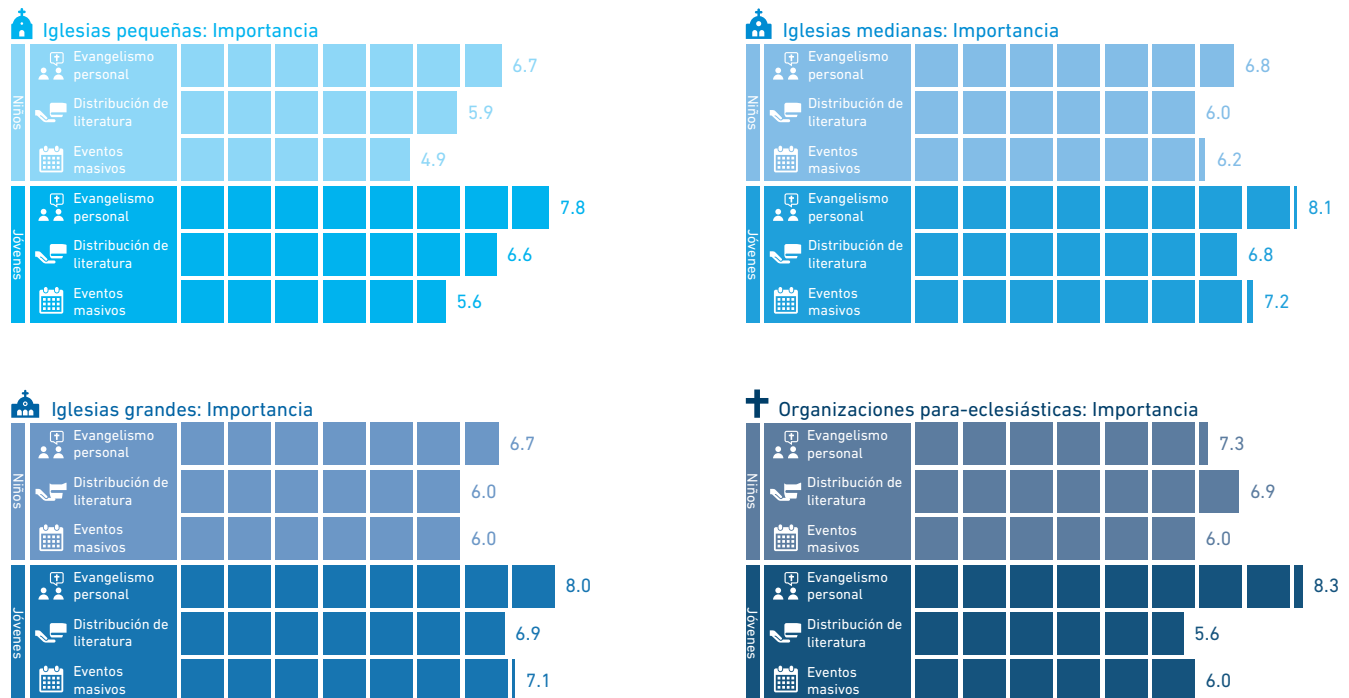 Iglesias pequeñas: Importancia
Niños
Evangelismo
personal
6.7
Distribución de
literatura
5.9
Eventos
masivos
4.9
Jóvenes
Evangelismo
personal
7.8
Distribución de
literatura
6.6
Eventos
masivos
5.6
Iglesias medianas: Importancia
Niños
Evangelismo
personal
6.8
Distribución de
literatura
6.0
Eventos
masivos
6.2
Jóvenes
Evangelismo
personal
8.1
Distribución de
literatura
6.8
Eventos
masivos
7.2
Iglesias grandes: Importancia
Niños
Evangelismo
personal
6.7
Distribución de
literatura
6.0
Eventos
masivos
6.0
Jóvenes
Evangelismo
personal
8.0
Distribución de
literatura
6.9
Eventos
masivos
7.1
Organizaciones para-eclesiásticas: Importancia
Niños
Evangelismo
personal
7.3
Distribución de
literatura
6.9
Eventos
masivos
6.0
Jóvenes
Evangelismo
personal
8.3
Distribución de
literatura
5.6
Eventos
masivos
6.0